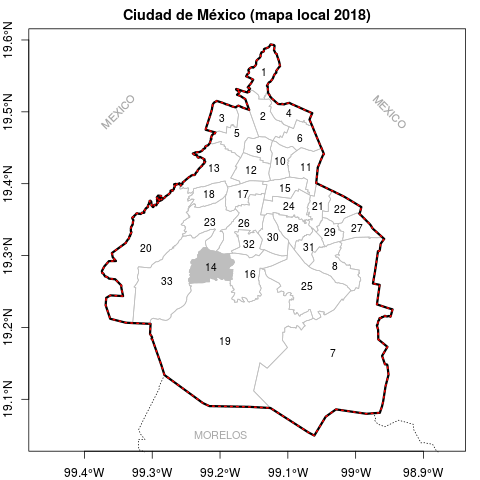 Ciudad de México (mapa local 2018)
19.6°N
19.5°N
19.4°N
19.3°N
19.2°N
19.1°N
MEXICO
MEXICO
1
2
4
3
5
6
9
10
11
12
13
15
17
18
24
21
22
23
26
28
29
27
30
32
31
20
8
14
16
33
25
19
7
MORELOS
99.4°W
99.3°W
99.2°W
99.1°W
99°W
98.9°W